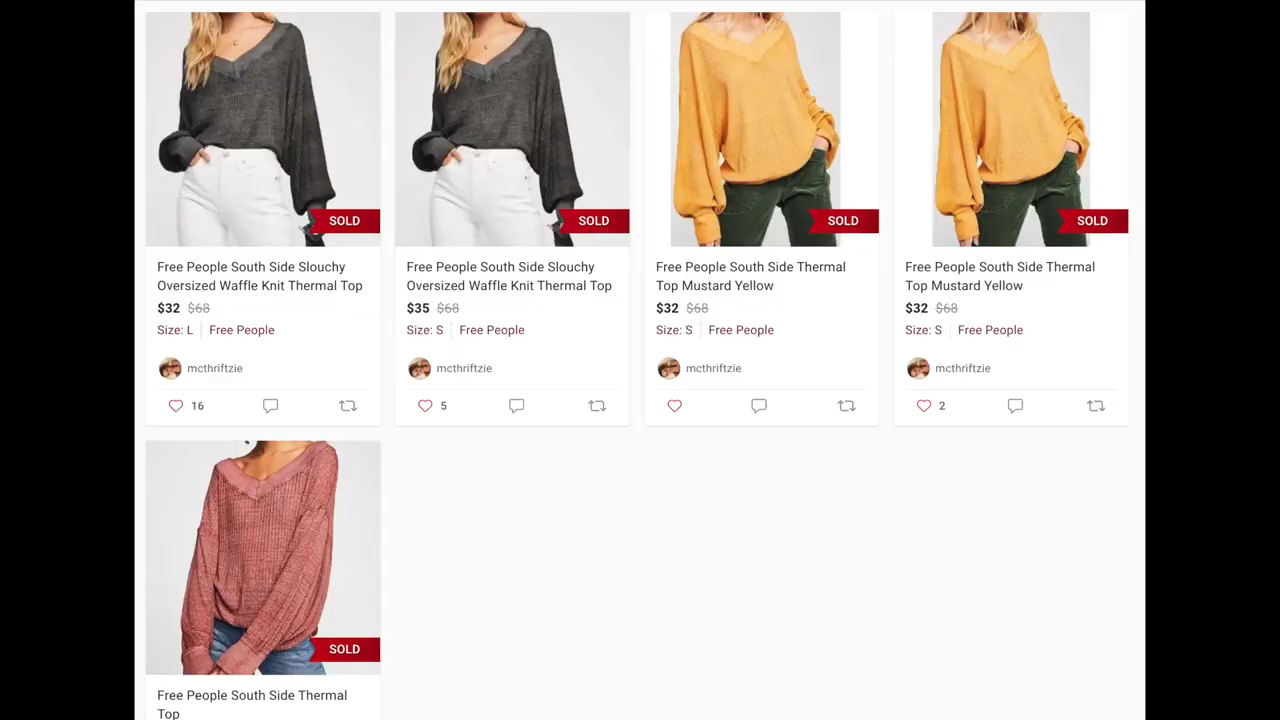 SOLD
SOLD
SOLD
SOLD
Free People South Side Slouchy
Oversized Waffle Knit Thermal Top
$32 $68
Size: L Free People
mcthriftzie
16
Free People South Side Slouchy
Oversized Waffle Knit Thermal Top
$35 $68
Size: S Free People
mcthriftzie
5
Free People South Side Thermal
Top Mustard Yellow
$32 $68
Size: S Free People
mcthriftzie
Free People South Side Thermal
Top Mustard Yellow
$32 $68
Size: S Free People
mcthriftzie
2
SOLD
Free People South Side Thermal
Top